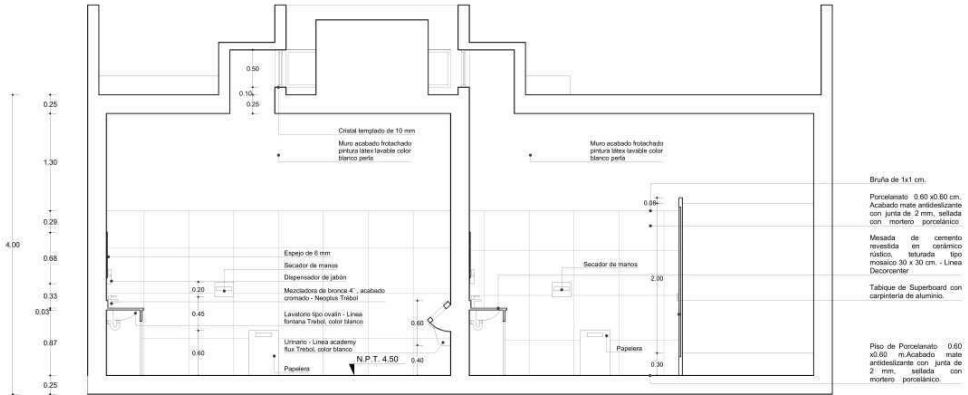 0.50
0.10
0.25
0.25
1.30
0.29
0.68
0.33
0.03
0.87
0.25
4.00
Cristal templado de 10 mm
Muro acabado frotachado
pintura látex lavable color
blanco perla
Espejo de 6 mm
Secador de manos
Dispensador de jabón
Mezcladora de bronce 4", acabado
cromado - Neoplus Trébol
Lavatorio tipo ovalín - Linea
fontana Trebol, color blanco
Urinario - Linea academy
flux Trebol, color blanco
Papelera
0.20
0.45
0.60
0.60
0.40
N.P.T. 4.50
Muro acabado frotachado
pintura látex lavable color
blanco perla
Secador de manos
Papelera
2.00
0.30
Bruña de 1x1 cm.
Porcelanato 0.60 x0.60 cm.
Acabado mate antideslizante
con junta de 2 mm, sellada
con mortero porcelánico
Mesada de cemento
revestida en cerámico
rústico, teturada tipo
mosaico 30 x 30 cm. - Linea
Decorcenter
Tabique de Superboard con
carpintería de aluminio.
Piso de Porcelanato 0.60
x0.60 m.Acabado mate
antideslizante con junta de
2 mm, sellada con
mortero porcelánico.